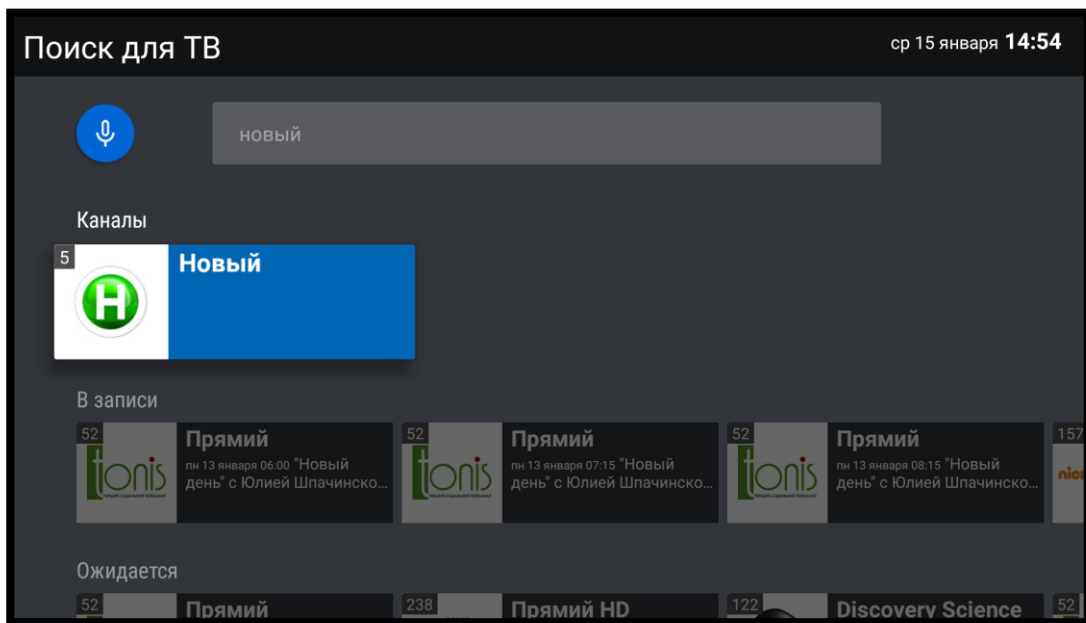 Поиск для ТВ
ср 15 января 14:54
новый
Каналы
5
Новый
Н
В записи
52
Прямий
пн 13 января 06:00 "Новый
день" с Юлией Шпачинско...
tonis
52
Прямий
пн 13 января 07:15 "Новый
день" с Юлией Шпачинско...
tonis
52
Прямий
пн 13 января 08:15 "Новый
день" с Юлией Шпачинско...
tonis
157
Ожидается
52
Прямий
238
Прямий HD
122
Discovery Science
52